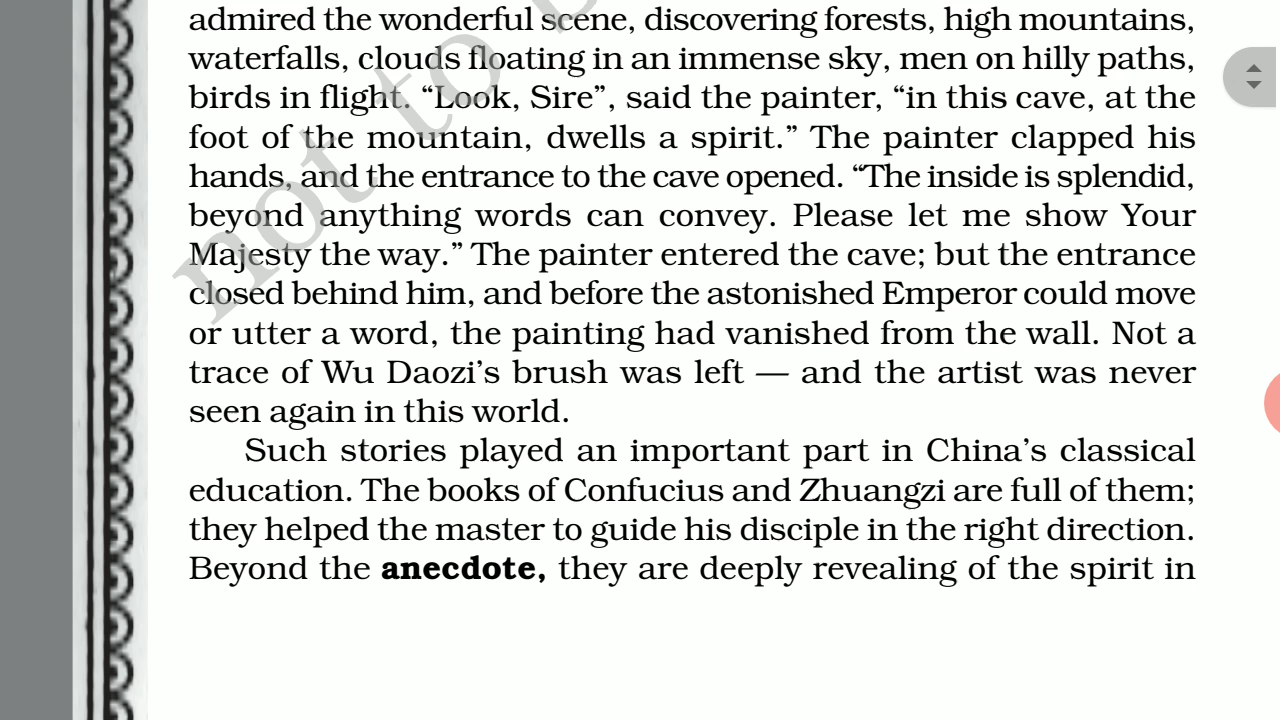 admired the wonderful scene, discovering forests, high mountains,
waterfalls, clouds floating in an immense sky, men on hilly paths,
birds in flight. “Look, Sire”, said the painter, “in this cave, at the
foot of the mountain, dwells a spirit.” The painter clapped his
hands, and the entrance to the cave opened. “The inside is splendid,
beyond anything words can convey. Please let me show Your
Majesty the way.” The painter entered the cave; but the entrance
closed behind him, and before the astonished Emperor could move
or utter a word, the painting had vanished from the wall. Not a
trace of Wu Daozi’s brush was left — and the artist was never
seen again in this world.
Such stories played an important part in China’s classical
education. The books of Confucius and Zhuangzi are full of them;
they helped the master to guide his disciple in the right direction.
Beyond the anecdote, they are deeply revealing of the spirit in
not to